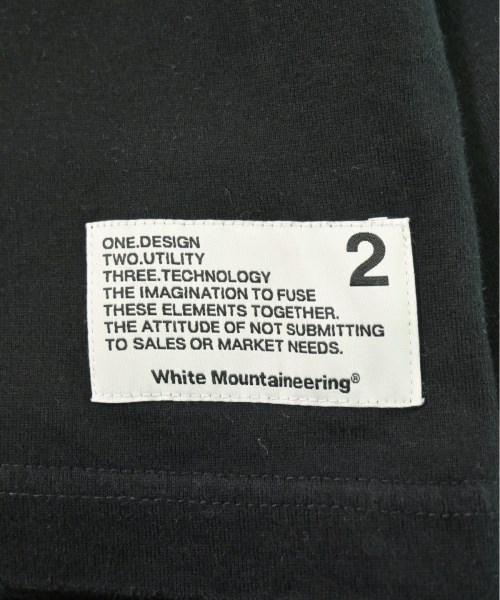 ONE.DESIGN
TWO.UTILITY
THREE.TECHNOLOGY
THE IMAGINATION TO FUSE
THESE ELEMENTS TOGETHER.
THE ATTITUDE OF NOT SUBMITTING
TO SALES OR MARKET NEEDS.
2
White Mountaineering®